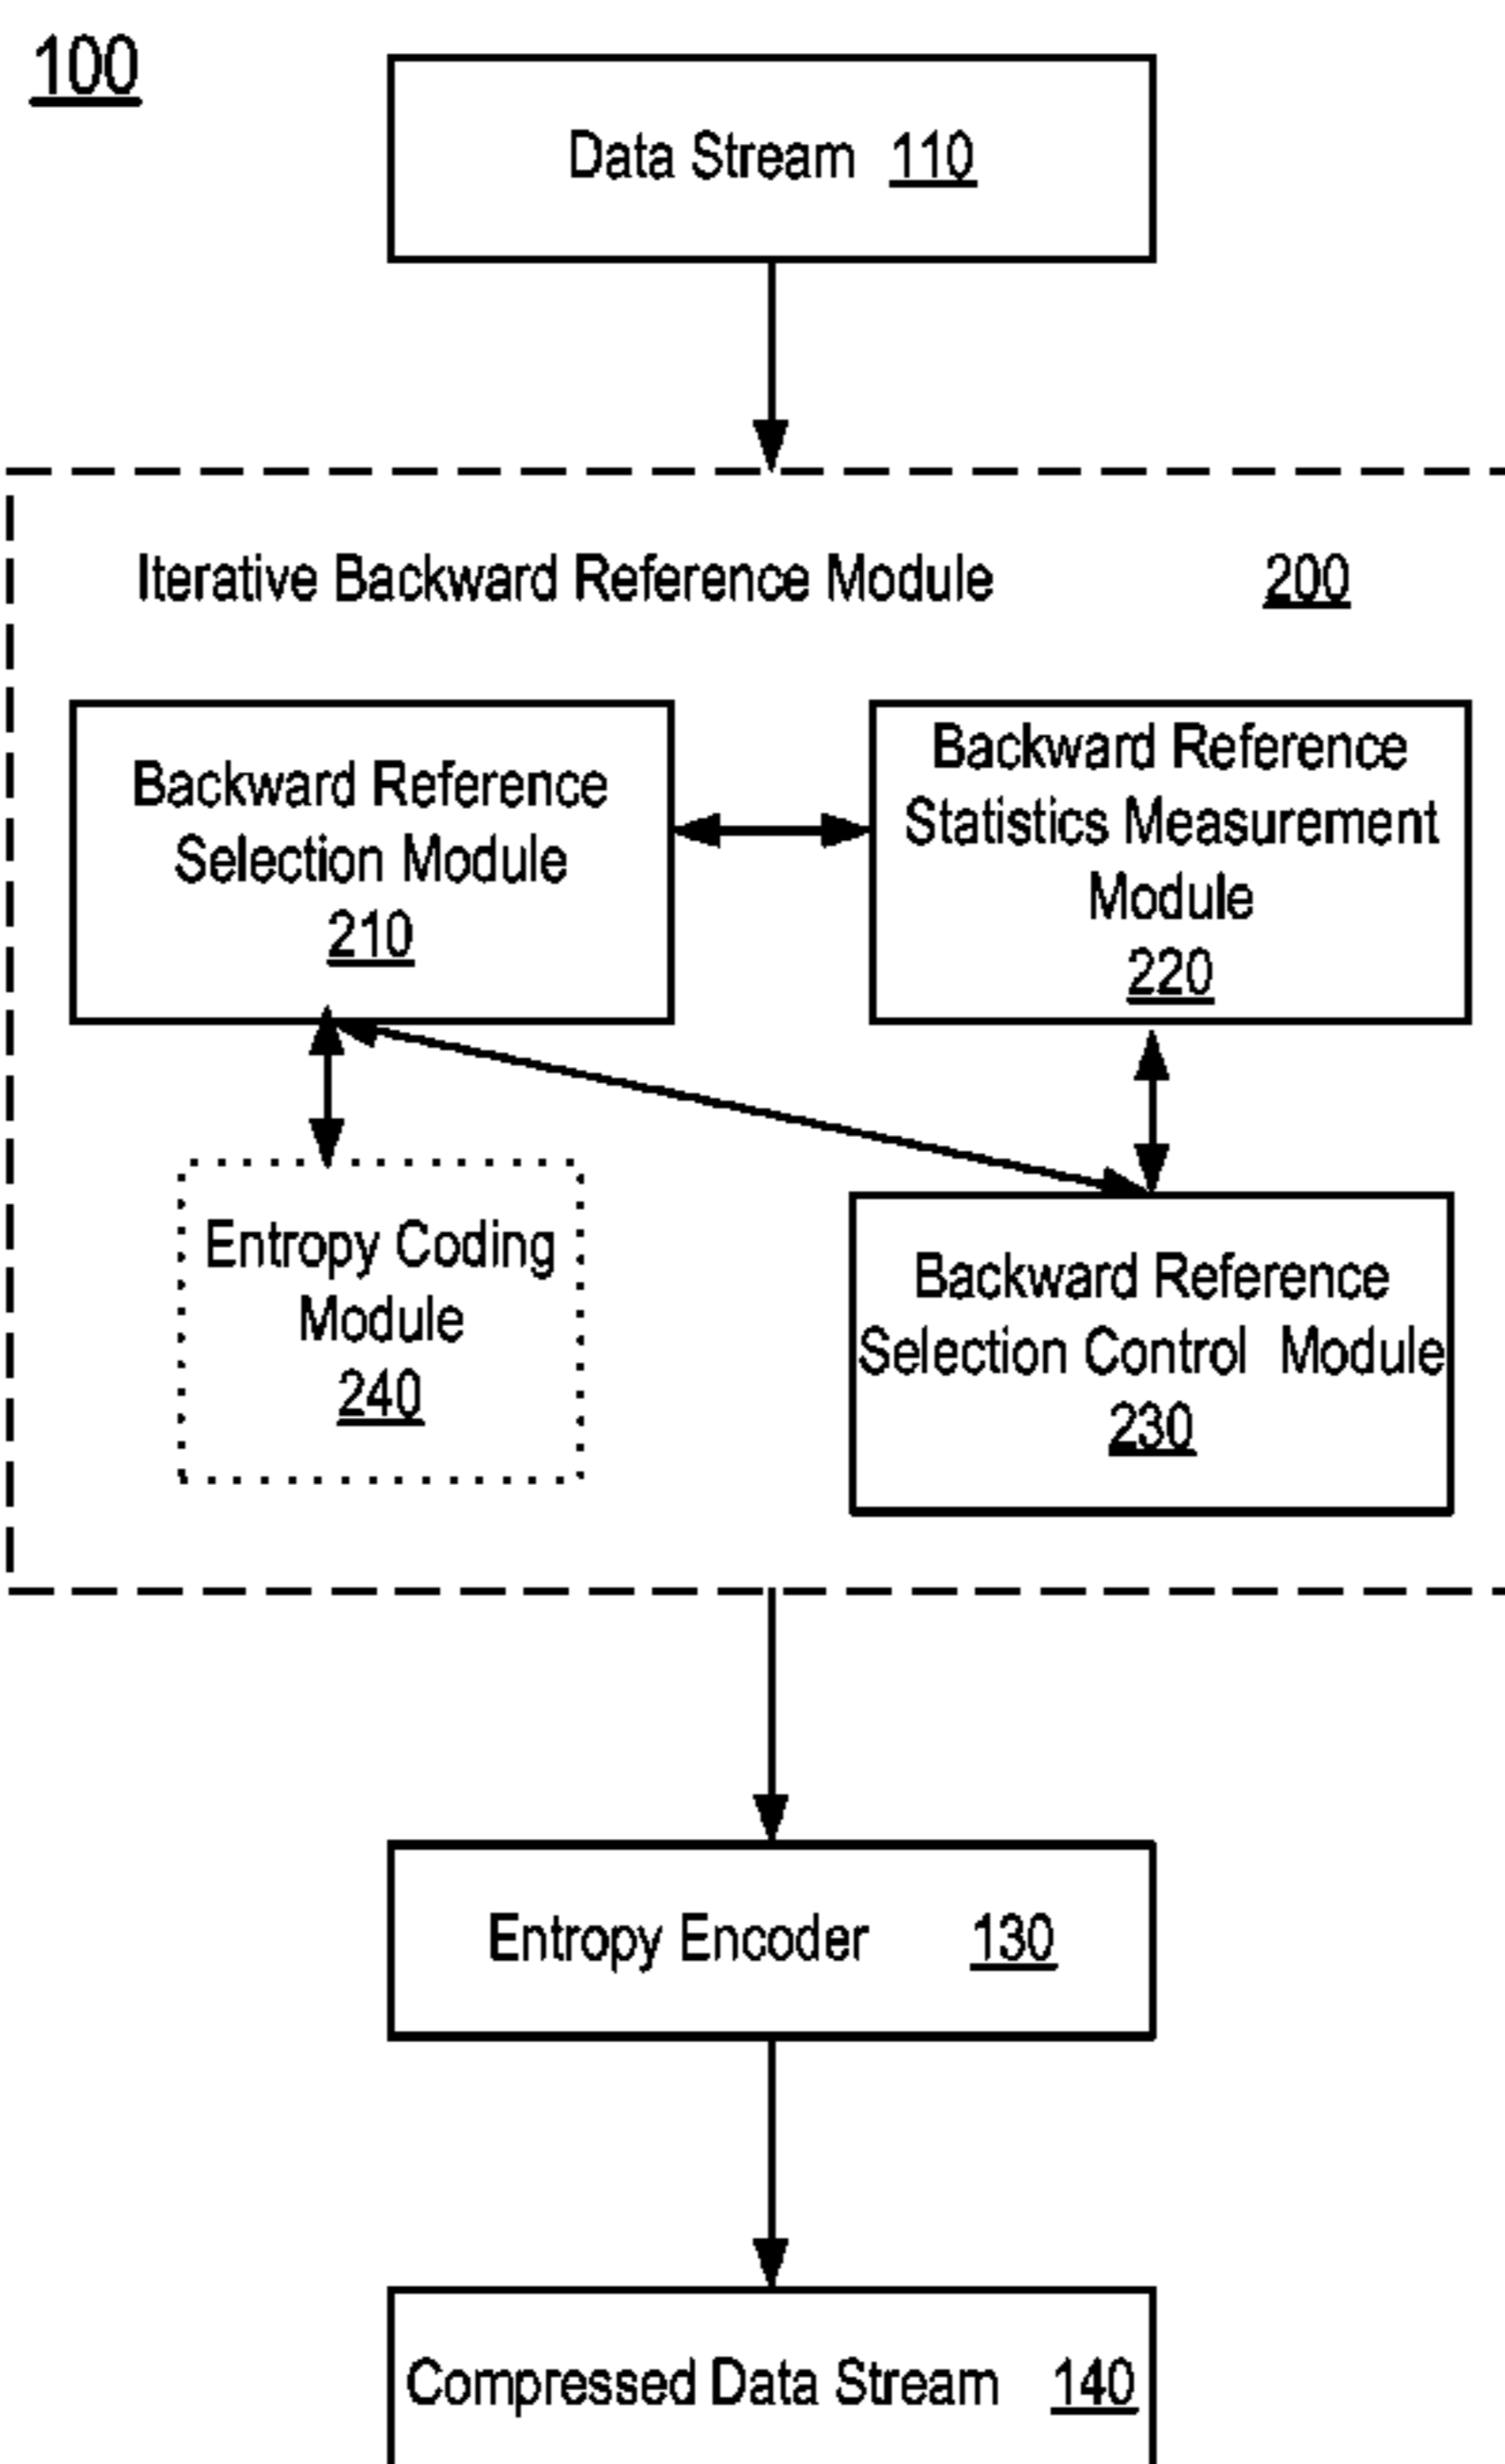 100
Data Stream 110
Iterative Backward Reference Module 200
Backward Reference
Selection Module
210
Backward Reference
Statistics Measurement
Module
220
Entropy Coding
Module
240
Backward Reference
Selection Control Module
230
Entropy Encoder 130
Compressed Data Stream 140